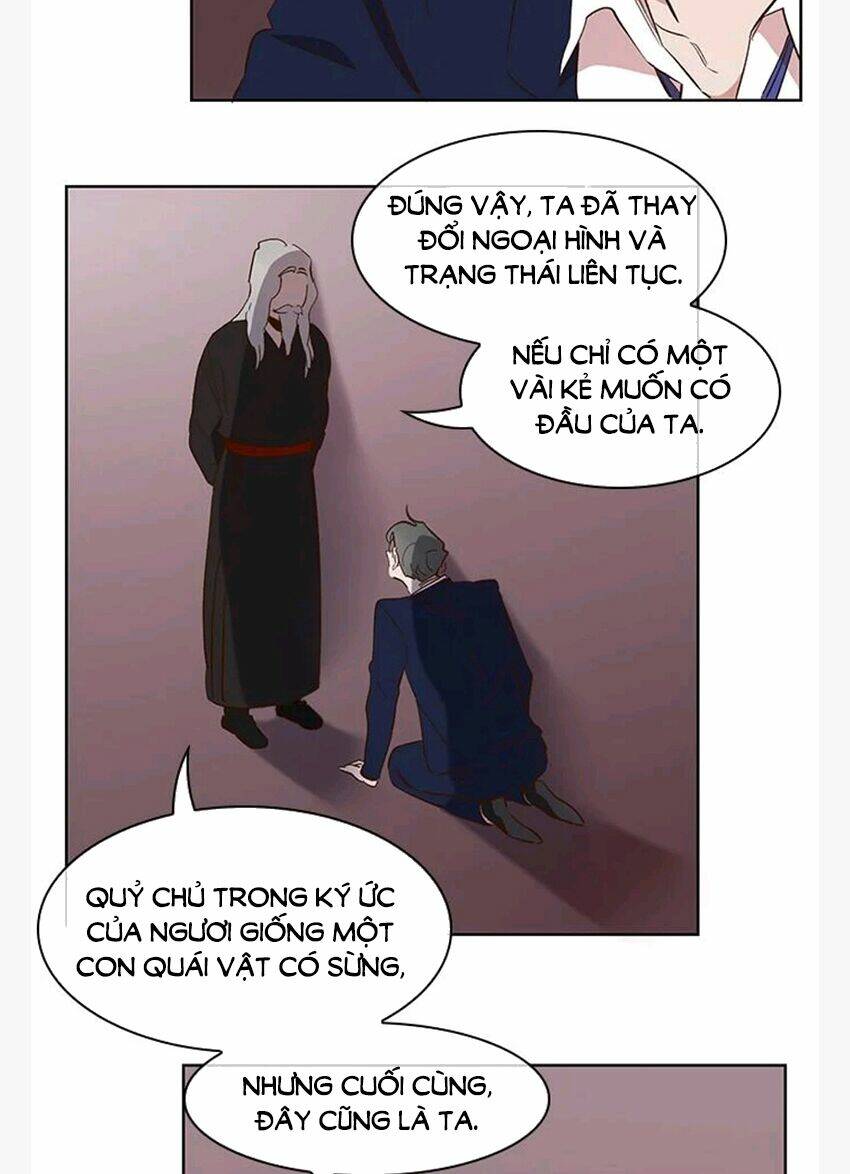 ĐÚNG VẬY, TA ĐÃ THAY
ĐỔI NGOẠI HÌNH VÀ
TRẠNG THÁI LIÊN TỤC.
NẾU CHỈ CÓ MỘT
VÀI KẺ MUỐN CÓ
ĐẦU CỦA TA.
QUỶ CHỦ TRONG KÝ ỨC
CỦA NGƯƠI GIỐNG MỘT
CON QUÁI VẬT CÓ SỪNG,
NHƯNG CUỐI CÙNG,
ĐÂY CŨNG LÀ TA.